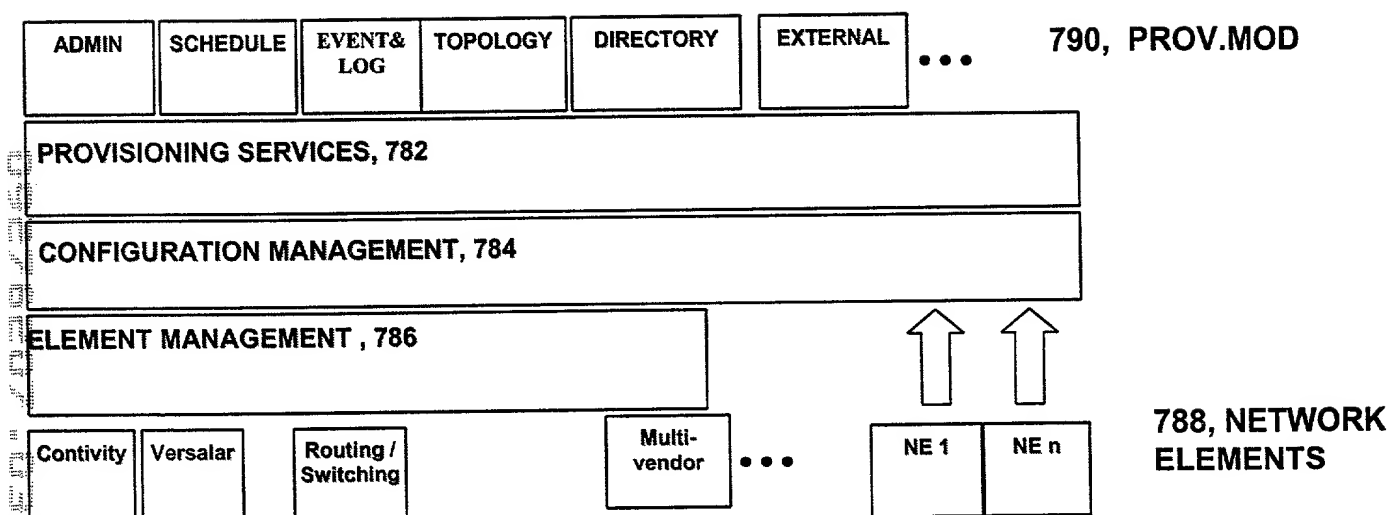 ADMIN
SCHEDULE
EVENT&
LOG
TOPOLOGY
DIRECTORY
EXTERNAL
790, PROV.MOD
PROVISIONING SERVICES, 782
CONFIGURATION MANAGEMENT, 784
ELEMENT MANAGEMENT , 786
Contivity
Versalar
Routing /
Switching
Multi-
vendor
NE 1
NE n
788, NETWORK
ELEMENTS